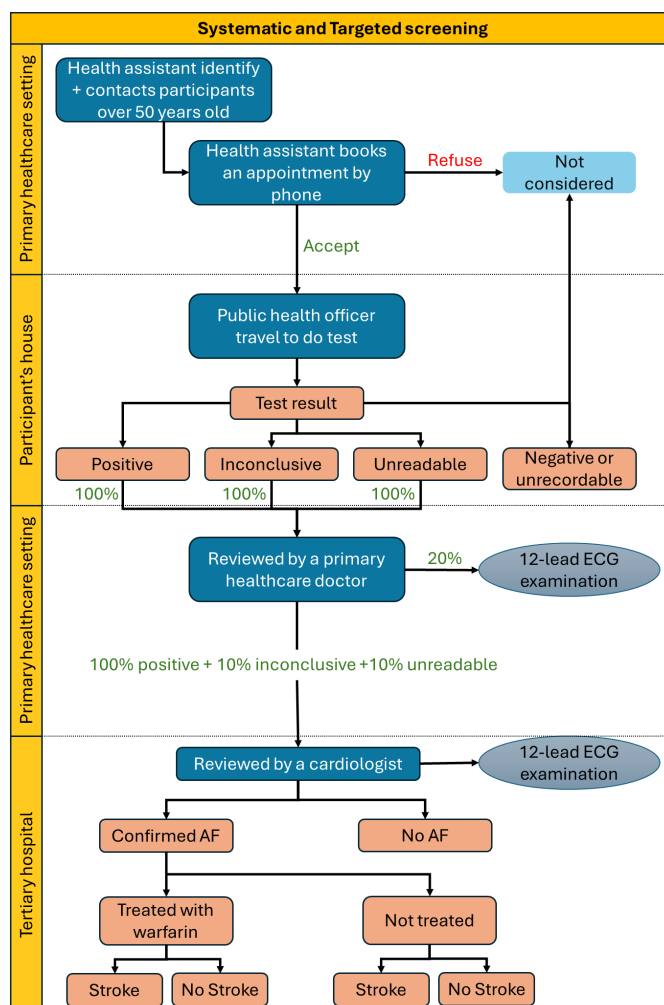 Systematic and Targeted screening
Primary healthcare setting
Health assistant identify
+ contacts participants
over 50 years old
Health assistant books
an appointment by
phone
Refuse
Not
considered
Accept
Participant's house
Public health officer
travel to do test
Test result
Positive
Inconclusive
Unreadable
Negative or
unrecordable
100%
100%
100%
Primary healthcare setting
Reviewed by a primary
healthcare doctor
20%
12-lead ECG
examination
100% positive + 10% inconclusive +10% unreadable
Tertiary hospital
Reviewed by a cardiologist
12-lead ECG
examination
Confirmed AF
No AF
Treated with
warfarin
Not treated
Stroke
No Stroke
Stroke
No Stroke